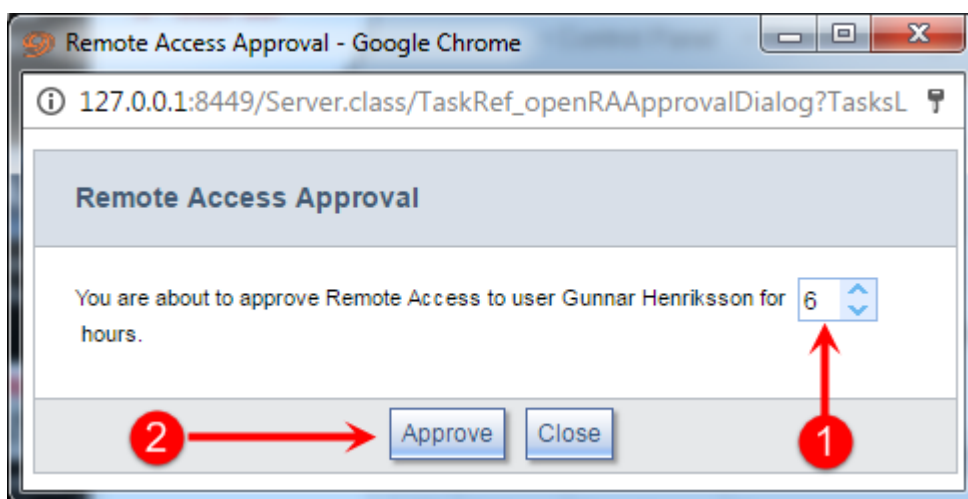 Remote Access Approval - Google Chrome
127.0.0.1:8449/Server.class/TaskRef_openRAApprovalDialog?TasksL
Remote Access Approval
You are about to approve Remote Access to user Gunnar Henriksson for 6
hours.
2 Approve Close 1